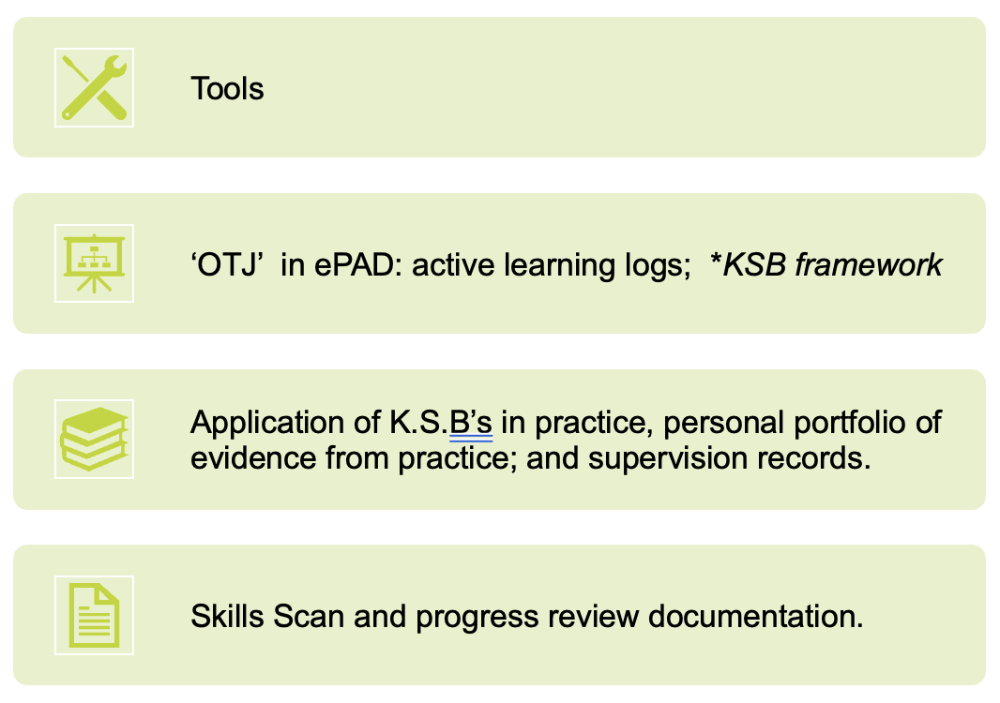 Tools
‘OTJ’  in ePAD: active learning logs;  *KSB framework
Application of K.S.B’s in practice, personal portfolio of
evidence from practice; and supervision records.
Skills Scan and progress review documentation.